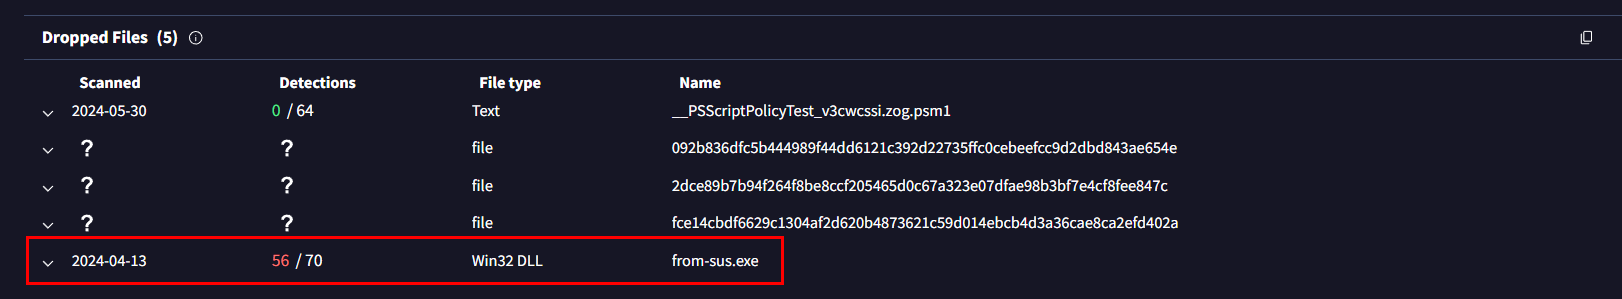 Dropped Files (5)
Scanned Detections File type Name
2024-05-30 0 / 64 Text __PSScriptPolicyTest_v3cwcssi.zog.psm1
? ? file 092b836dfc5b444989f44dd6121c392d22735ffc0cebeefcc9d2dbd843ae654e
? ? file 2dce89b7b94f264f8be8ccf205465d0c67a323e07dfae98b3bf7e4cf8fee847c
? ? file fce14cbdf6629c1304af2d620b4873621c59d014ebcb4d3a36cae8ca2efd402a
2024-04-13 56 / 70 Win32 DLL from-sus.exe